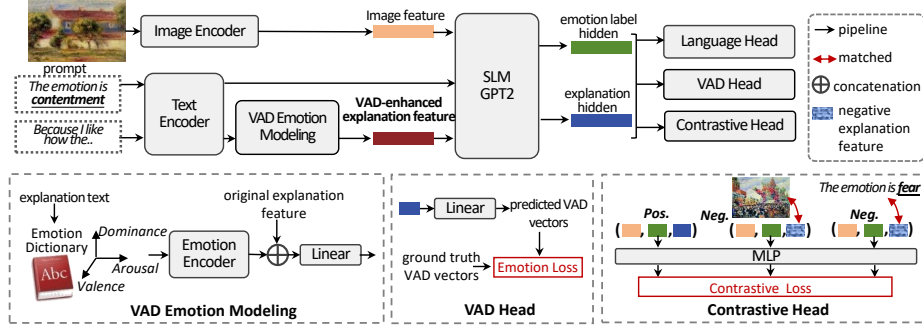 Image Encoder
Image feature
prompt
The emotion is
contentment
Because I like
how the..
Text
Encoder
VAD Emotion
Modeling
VAD-enhanced
explanation feature
SLM
GPT2
emotion label
hidden
explanation
hidden
Language Head
VAD Head
Contrastive Head
pipeline
matched
concatenation
negative
explanation
feature
explanation text
Emotion
Dictionary
Abc
Dominance
Arousal
Valence
Emotion
Encoder
original explanation
feature
Linear
VAD Emotion Modeling
Linear
predicted VAD
vectors
ground truth
VAD vectors
Emotion Loss
VAD Head
The emotion is fear
Pos.
Neg.
Neg.
( , , )
( , , )
( , , )
MLP
Contrastive Loss
Contrastive Head